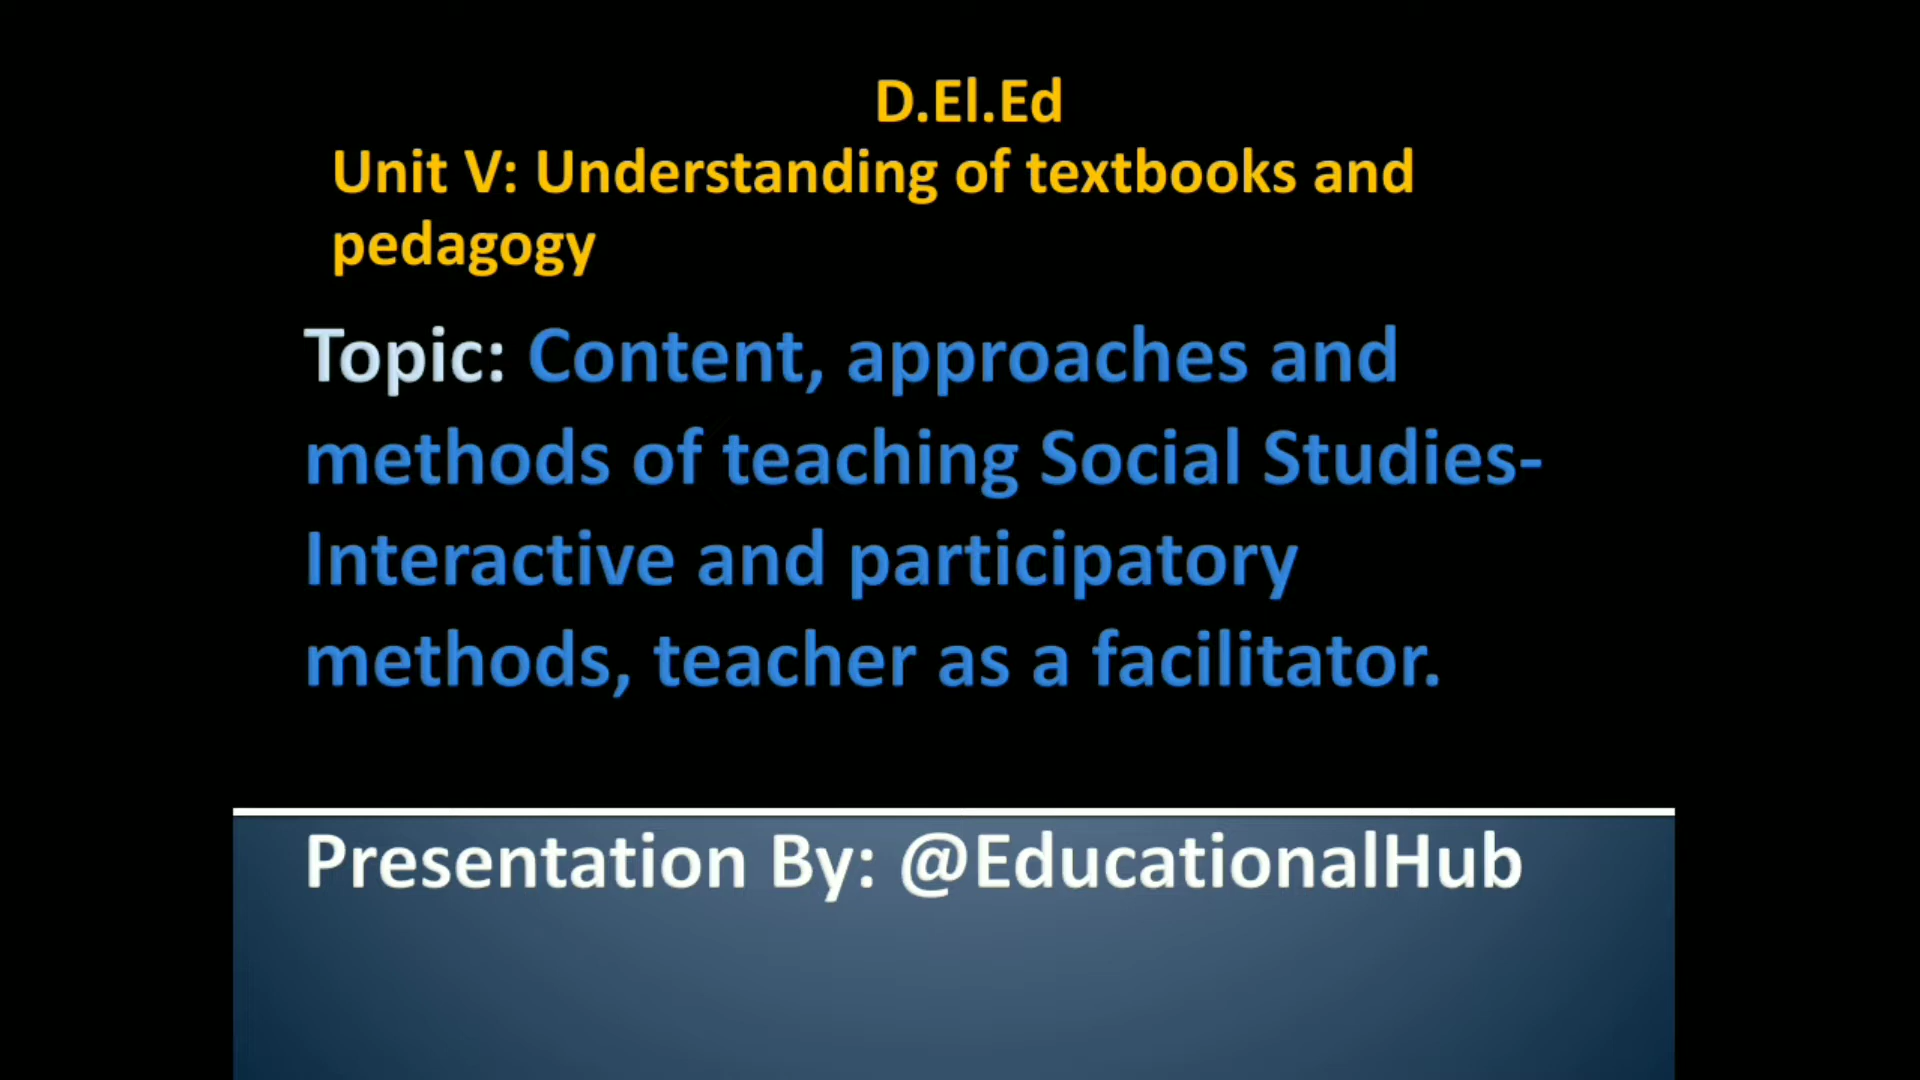 D.El.Ed
Unit V: Understanding of textbooks and
pedagogy
Topic: Content, approaches and
methods of teaching Social Studies-
Interactive and participatory
methods, teacher as a facilitator.
Presentation By: @EducationalHub